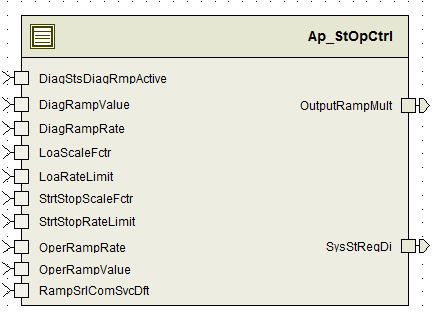 Ap_StOpCtrl
DiagStsDiagRmpActive
DiagRampValue
OutputRampMult
DiagRampRate
LoaScaleFctr
LoaRateLimit
StrtStopScaleFctr
StrtStopRateLimit
OperRampRate
SysStReqDi
OperRampValue
RampSrlComSvcDft